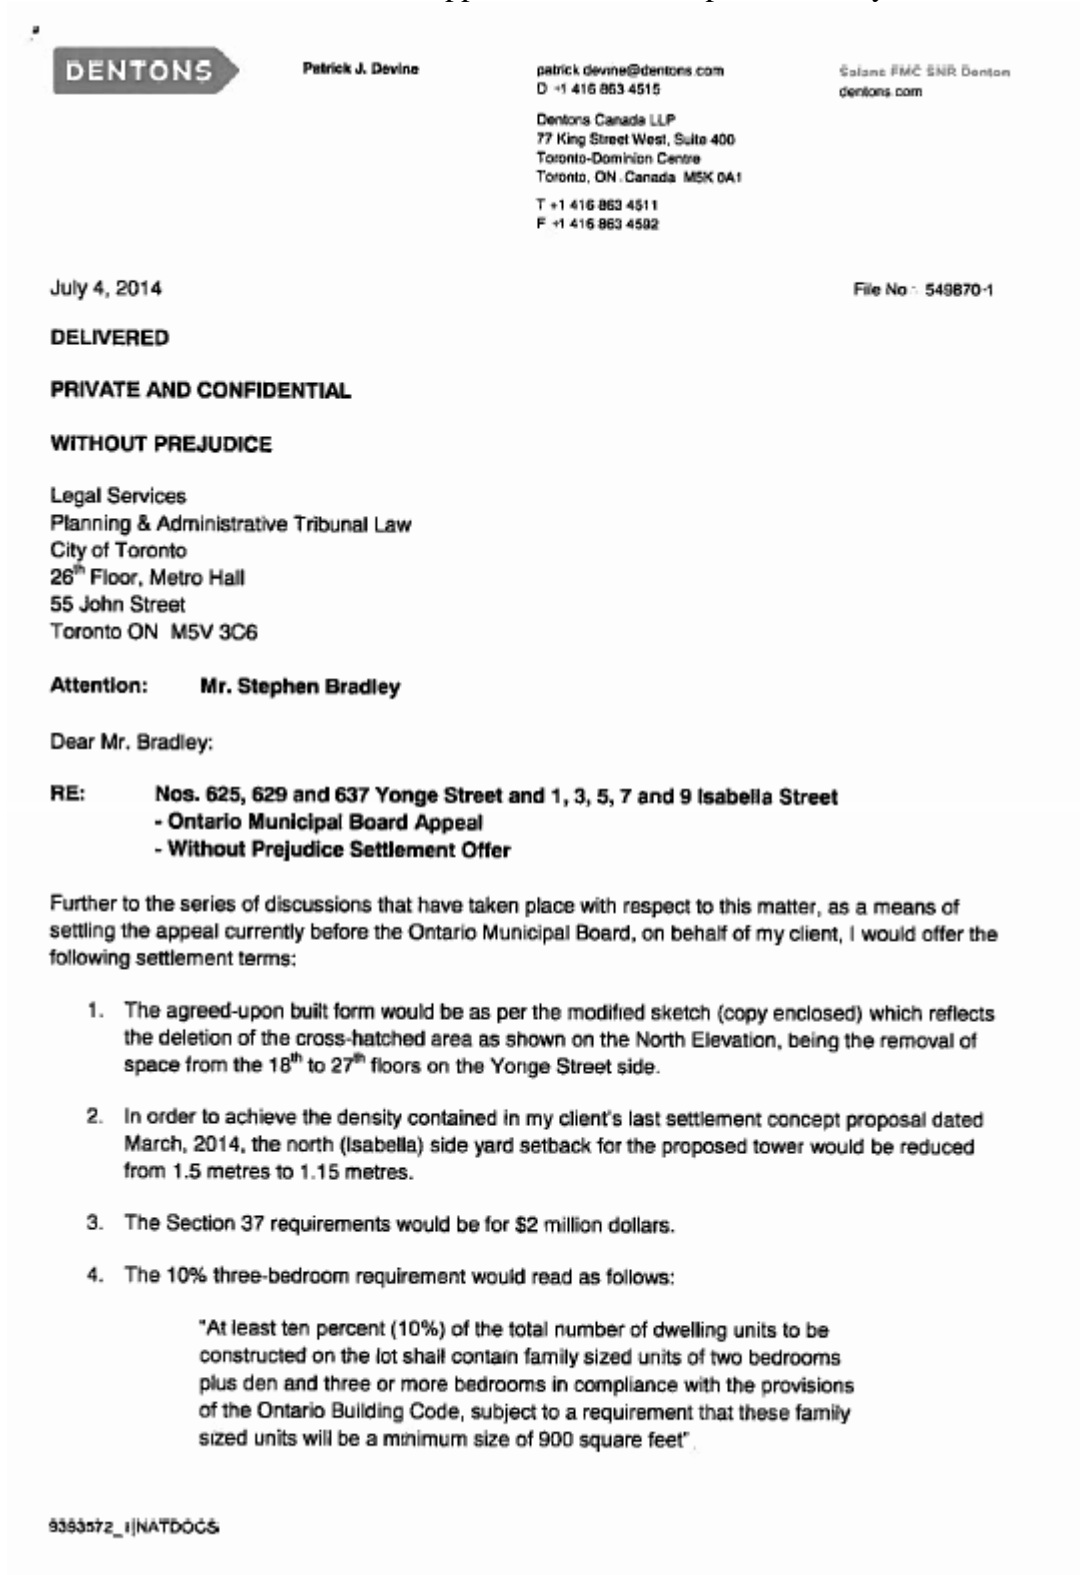 DENTONS
Patrick J. Devine
patrick.devine@dentons.com
D +1 416 863 4515
Salans FMC SNR Denton
dentons.com
Dentons Canada LLP
77 King Street West, Suite 400
Toronto-Dominion Centre
Toronto, ON, Canada M5K 0A1
T +1 416 863 4511
F +1 416 863 4592
July 4, 2014
File No.: 549870-1
DELIVERED
PRIVATE AND CONFIDENTIAL
WITHOUT PREJUDICE
Legal Services
Planning & Administrative Tribunal Law
City of Toronto
26th Floor, Metro Hall
55 John Street
Toronto ON M5V 3C6
Attention: Mr. Stephen Bradley
Dear Mr. Bradley:
RE: Nos. 625, 629 and 637 Yonge Street and 1, 3, 5, 7 and 9 Isabella Street
- Ontario Municipal Board Appeal
- Without Prejudice Settlement Offer
Further to the series of discussions that have taken place with respect to this matter, as a means of
settling the appeal currently before the Ontario Municipal Board, on behalf of my client, I would offer the
following settlement terms:
1. The agreed-upon built form would be as per the modified sketch (copy enclosed) which reflects
the deletion of the cross-hatched area as shown on the North Elevation, being the removal of
space from the 18th to 27th floors on the Yonge Street side.
2. In order to achieve the density contained in my client's last settlement concept proposal dated
March, 2014, the north (Isabella) side yard setback for the proposed tower would be reduced
from 1.5 metres to 1.15 metres.
3. The Section 37 requirements would be for $2 million dollars.
4. The 10% three-bedroom requirement would read as follows:
"At least ten percent (10%) of the total number of dwelling units to be
constructed on the lot shall contain family sized units of two bedrooms
plus den and three or more bedrooms in compliance with the provisions
of the Ontario Building Code, subject to a requirement that these family
sized units will be a minimum size of 900 square feet".
9393572_1|NATDOCS